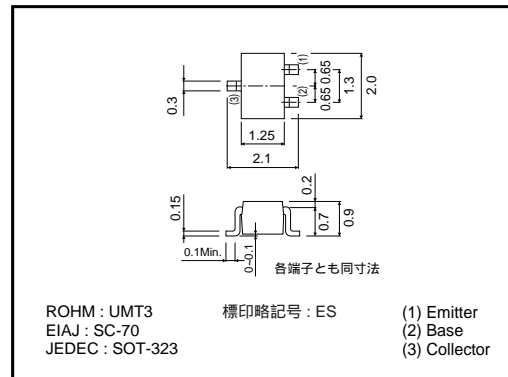 (1)
0.65
0.65
1.3
2.0
(2)
(3)
0.3
1.25
2.1
0.2
0.15
0.7
0.9
0.1Min.
0~0.1
各端子とも同寸法
ROHM : UMT3
EIAJ : SC-70
JEDEC : SOT-323
標印略記号 : ES
(1) Emitter
(2) Base
(3) Collector